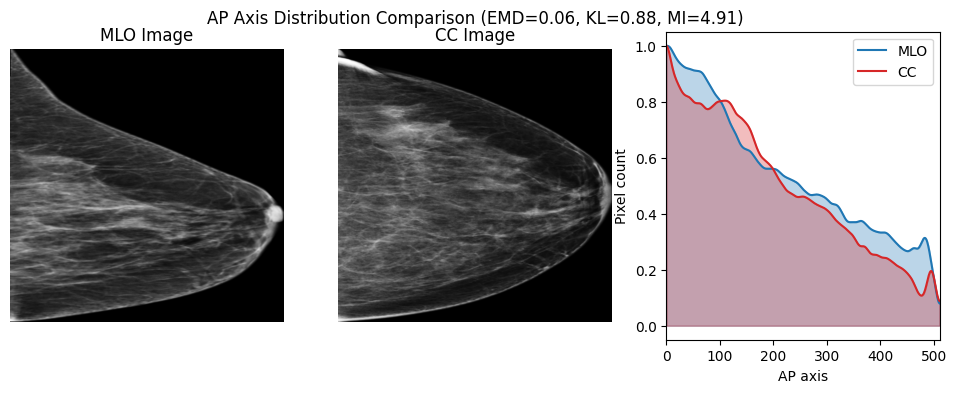 AP Axis Distribution Comparison (EMD=0.06, KL=0.88, MI=4.91)
MLO Image
CC Image
MLO
CC
Pixel count
1.0
0.8
0.6
0.4
0.2
0.0
0 100 200 300 400 500
AP axis